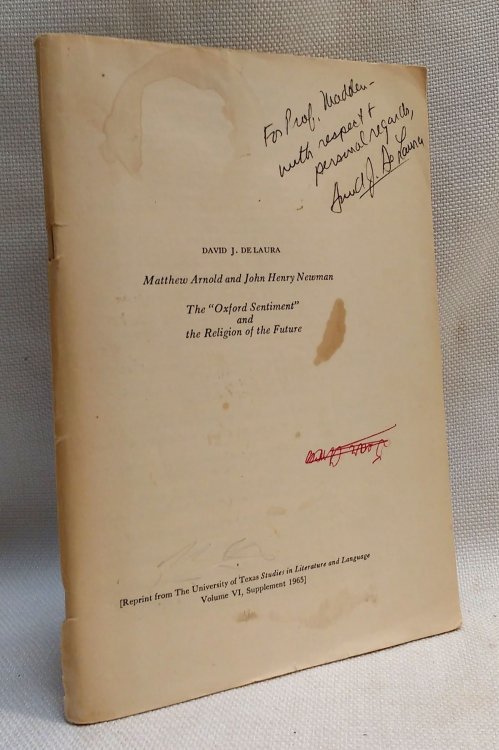 For Prof. Madden -
with respect &
personal regards,
David J. De Laura
DAVID J. DELAURA
Matthew Arnold and John Henry Newman
The "Oxford Sentiment"
and
the Religion of the Future
[Reprint from The University of Texas Studies in Literature and Language
Volume VI, Supplement 1965]